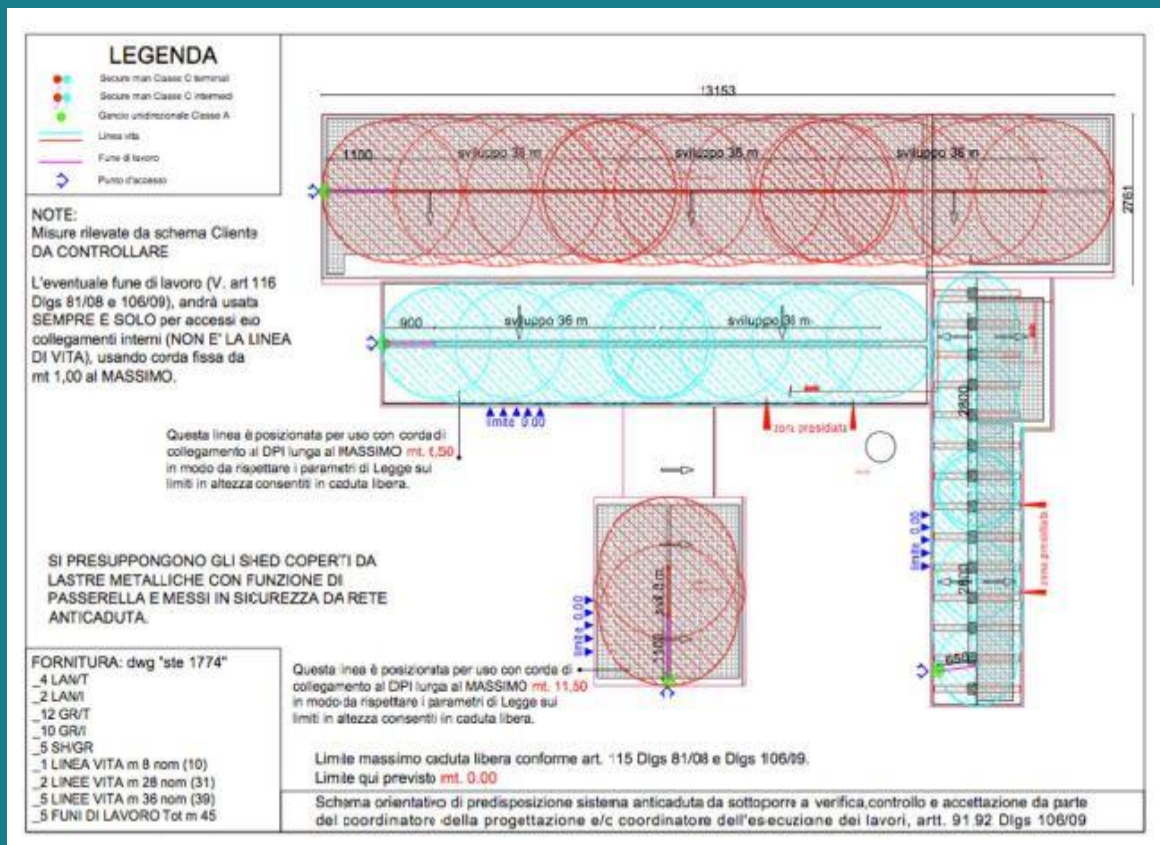 LEGENDA
Secure man Classe C terminali
Secure man Classe C intermedi
Gancio unidirezionale Classe A
Linea vita
Fune di lavoro
Punto d'accesso
NOTE:
Misure rilevate da schema Cliente
DA CONTROLLARE
L'eventuale fune di lavoro (V. art 116
Dlgs 81/08 e 106/09), andrà usata
SEMPRE E SOLO per accessi e/o
collegamenti interni (NON E' LA LINEA
DI VITA), usando corda fissa da
mt 1,00 al MASSIMO.
13153
1100
sviluppo 36 m
sviluppo 36 m
sviluppo 36 m
2761
900
sviluppo 36 m
sviluppo 36 m
2800
limite 0.00
zona presidiata
Questa linea è posizionata per uso con corda di
collegamento al DPI lunga al MASSIMO mt. 6,50
in modo da rispettare i parametri di Legge sui
limiti in altezza consentiti in caduta libera.
limite 0.00
zona presidiata
2800
SI PRESUPPONGONO GLI SHED COPERTI DA
LASTRE METALLICHE CON FUNZIONE DI
PASSERELLA E MESSI IN SICUREZZA DA RETE
ANTICADUTA.
limite 0.00
svil. 8 m
1100
650
Questa linea è posizionata per uso con corda di
collegamento al DPI lunga al MASSIMO mt. 11,50
in modo da rispettare i parametri di Legge sui
limiti in altezza consentiti in caduta libera.
FORNITURA: dwg "ste 1774"
_4 LAN/T
_2 LAN/I
_12 GR/T
_10 GR/I
_5 SH/GR
_1 LINEA VITA m 8 nom (10)
_2 LINEE VITA m 28 nom (31)
_5 LINEE VITA m 36 nom (39)
_5 FUNI DI LAVORO Tot m 45
Limite massimo caduta libera conforme art. 115 Dlgs 81/08 e Dlgs 106/09.
Limite qui previsto mt. 0.00
Schema orientativo di predisposizione sistema anticaduta da sottoporre a verifica,controllo e accettazione da parte
del coordinatore della progettazione e/c coordinatore dell'esecuzione dei lavori, artt. 91.92 Dlgs 106/09